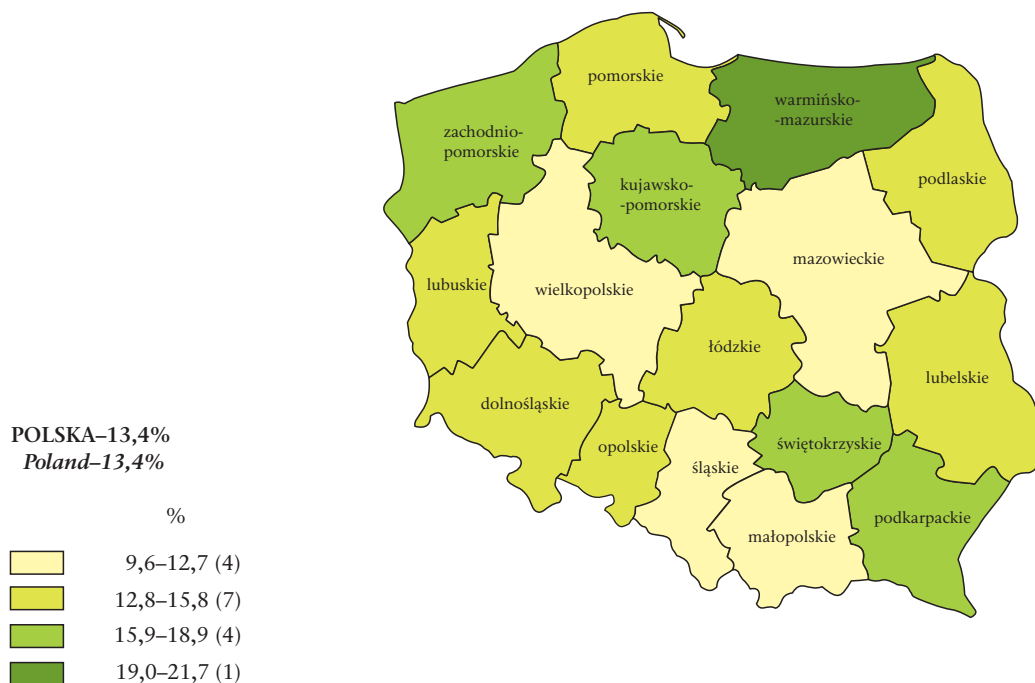 pomorskie
warmińsko-
-mazurskie
zachodnio-
pomorskie
kujawsko-
-pomorskie
podlaskie
mazowieckie
lubuskie
wielkopolskie
łódzkie
lubelskie
dolnośląskie
opolskie
śląskie
świętokrzyskie
małopolskie
podkarpackie
POLSKA–13,4%
Poland–13,4%
%
9,6–12,7 (4)
12,8–15,8 (7)
15,9–18,9 (4)
19,0–21,7 (1)